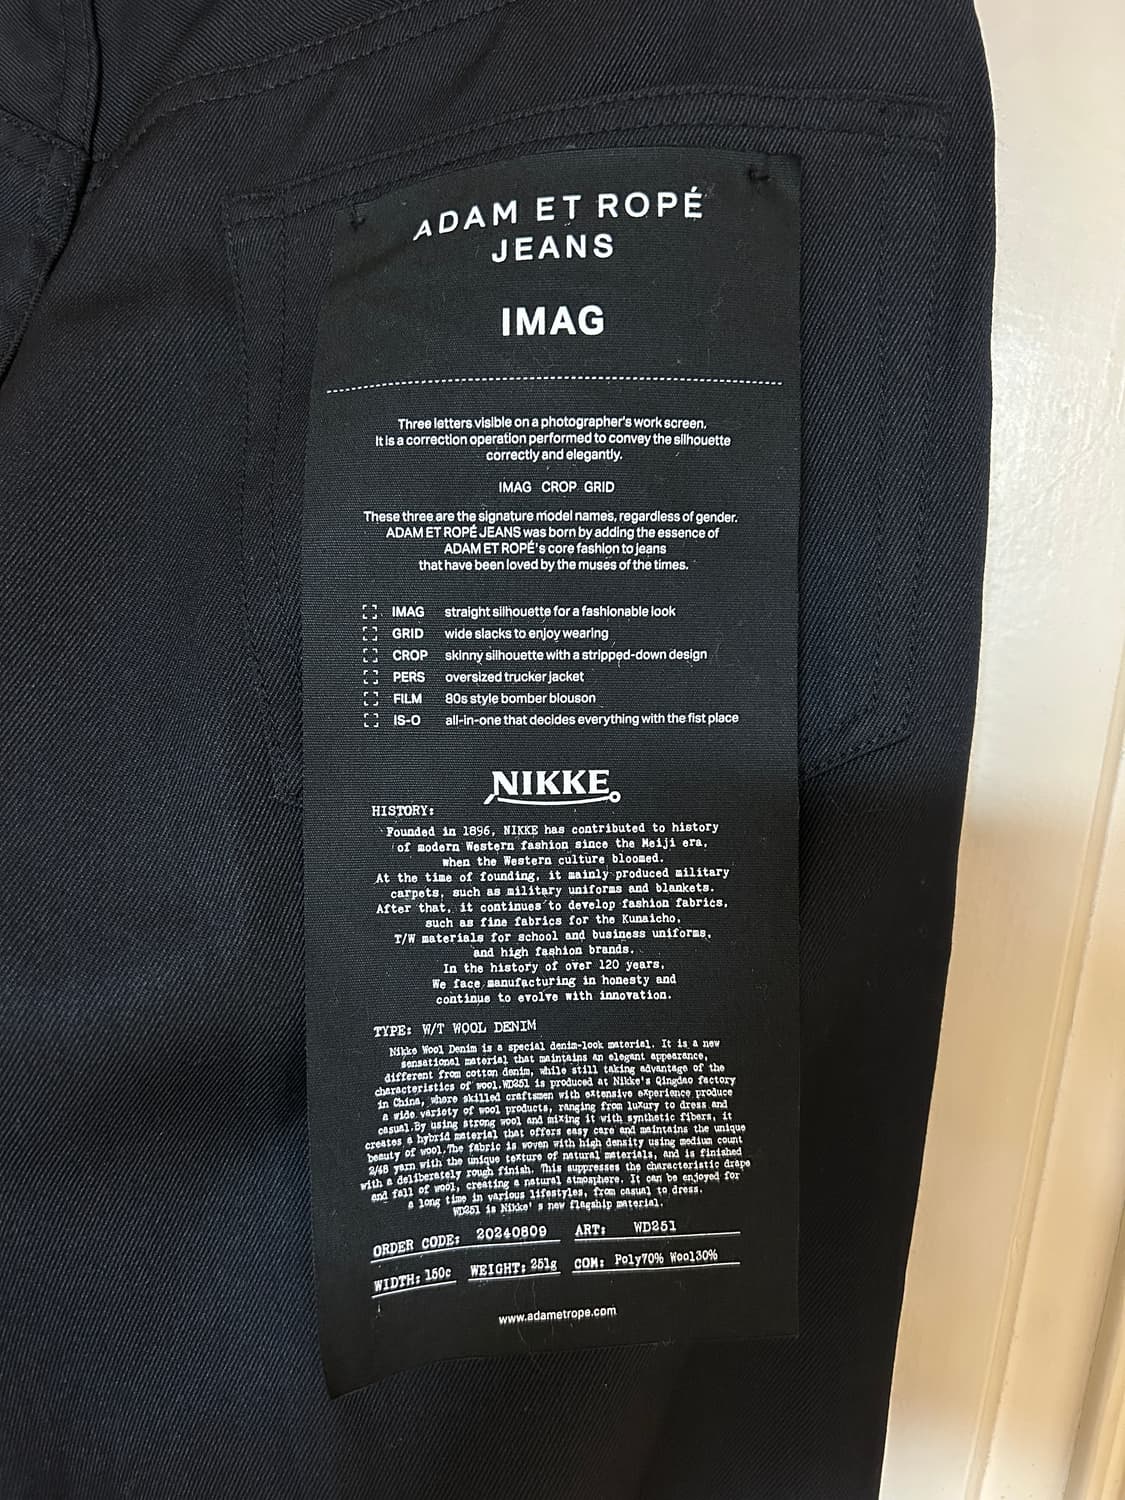 ADAM ET ROPÉ
JEANS
IMAG
Three letters visible on a photographer's work screen.
It is a correction operation performed to convey the silhouette
correctly and elegantly.
IMAG CROP GRID
These three are the signature model names, regardless of gender.
ADAM ET ROPÉ JEANS was born by adding the essence of
ADAM ET ROPÉ's core fashion to jeans
that have been loved by the muses of the times.
IMAG straight silhouette for a fashionable look
GRID wide slacks to enjoy wearing
CROP skinny silhouette with a stripped-down design
PERS oversized trucker jacket
FILM 80s style bomber blouson
IS-O all-in-one that decides everything with the fist place
NIKKE
HISTORY:
Founded in 1896, NIKKE has contributed to history
of modern Western fashion since the Meiji era,
when the Western culture bloomed.
At the time of founding, it mainly produced military
carpets, such as military uniforms and blankets.
After that, it continues to develop fashion fabrics,
such as fine fabrics for the Kunaicho,
T/W materials for school and business uniforms,
and high fashion brands.
In the history of over 120 years,
We face manufacturing in honesty and
continue to evolve with innovation.
TYPE: W/T WOOL DENIM
Nikke Wool Denim is a special denim-look material. It is a new
sensational material that maintains an elegant appearance,
different from cotton denim, while still taking advantage of the
characteristics of wool.WD251 is produced at Nikke's Qingdao factory
in China, where skilled craftsmen with extensive experience produce
a wide variety of wool products, ranging from luxury to dress and
casual.By using strong wool and mixing it with synthetic fibers, it
creates a hybrid material that offers easy care and maintains the unique
beauty of wool.The fabric is woven with high density using medium count
2/48 yarn with the unique texture of natural materials, and is finished
with a deliberately rough finish. This suppresses the characteristic drape
and fall of wool, creating a natural atmosphere. It can be enjoyed for
a long time in various lifestyles, from casual to dress.
WD251 is Nikke' s new flagship material.
ORDER CODE: 20240809 ART: WD251
WIDTH: 150c WEIGHT: 251g COM: Poly70% Wool30%
www.adametrope.com